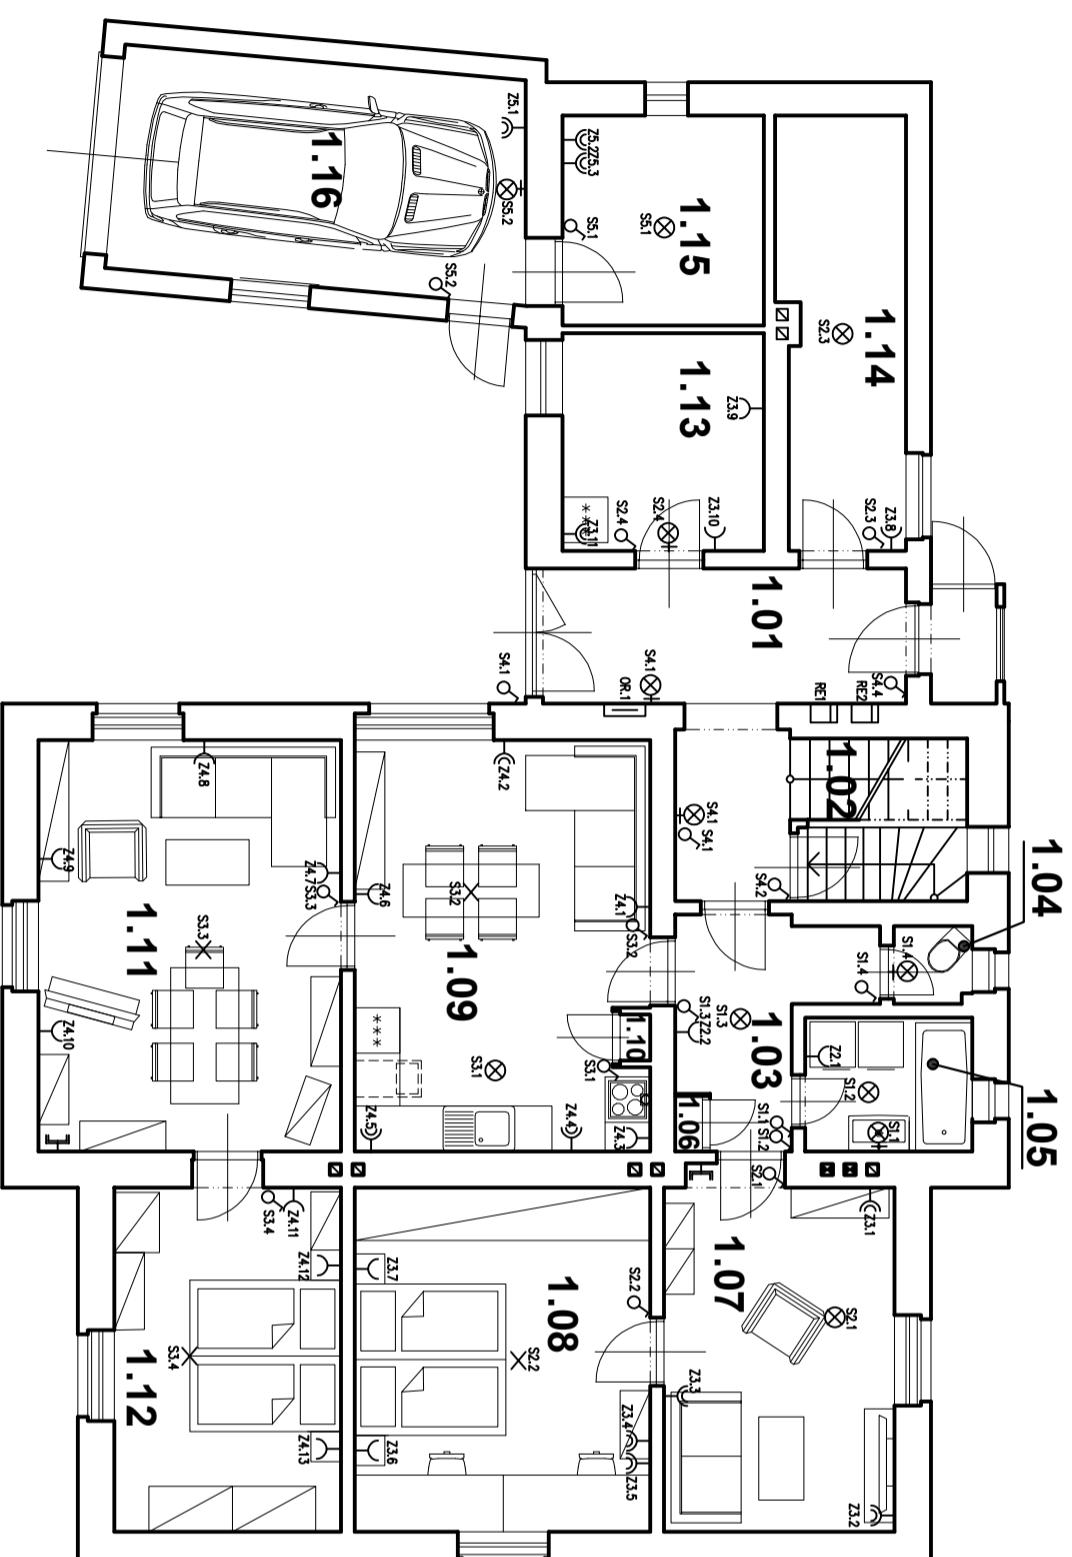 1.16
Z5.1
S5.2
S5.2
Z5.2
Z5.3
S5.1
S5.1
1.15
1.14
S2.3
S2.3
Z3.8
1.13
Z3.9
Z3.10
S2.4
S2.4
Z3.11
***
1.01
S4.1
S4.1
OR.1
RE1
RE2
S4.4
1.02
S4.1
S4.1
S4.2
1.04
S1.4
S1.4
1.05
Z2.1
S1.2
S1.1
1.03
S1.3
S1.3
Z2.2
S1.1
S1.2
1.06
1.10
S3.1
S3.1
1.09
Z4.2
Z4.1
S3.2
S3.2
Z4.6
***
Z4.5
Z4.4
Z4.3
1.11
Z4.8
Z4.9
Z4.7
S3.3
S3.3
Z4.10
S2.1
Z3.1
1.07
S2.1
Z3.3
Z3.2
1.08
S2.2
S2.2
Z3.7
Z3.6
Z3.4
Z3.5
1.12
S3.4
Z4.11
Z4.12
S3.4
Z4.13